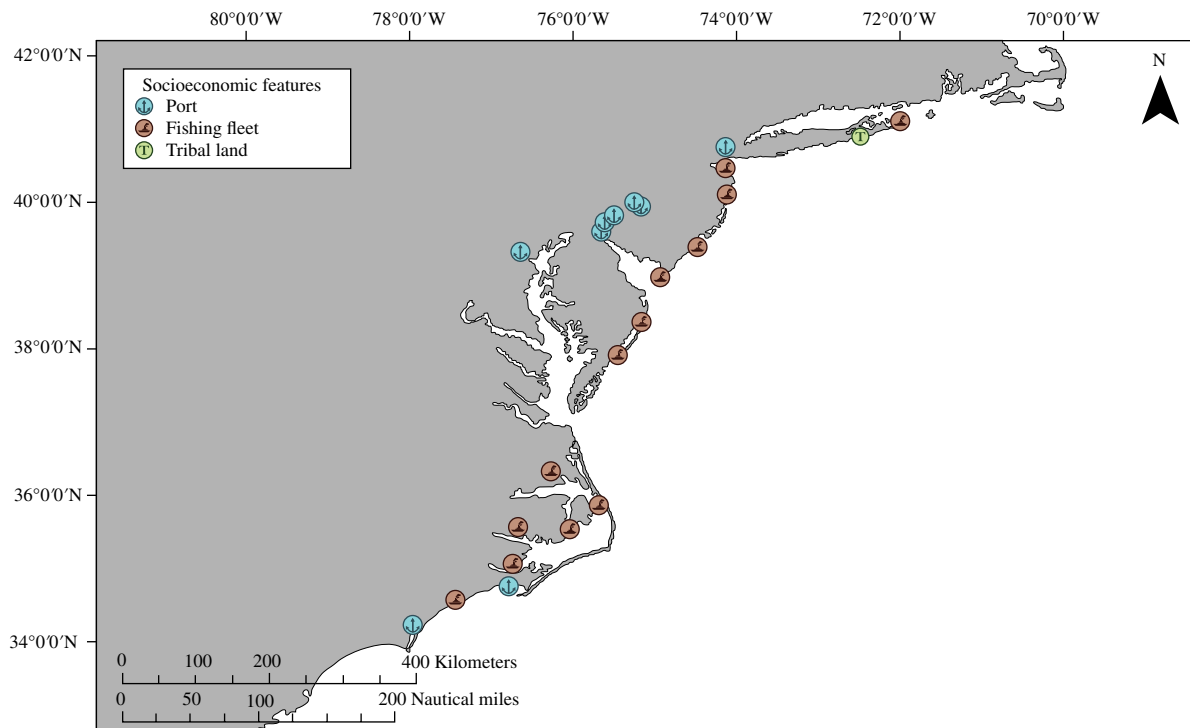 80°0′0″W 78°0′0″W 76°0′0″W 74°0′0″W 72°0′0″W 70°0′0″W
42°0′0″N
40°0′0″N
38°0′0″N
36°0′0″N
34°0′0″N
N
Socioeconomic features
Port
Fishing fleet
T Tribal land
T
0 100 200 400 Kilometers
0 50 100 200 Nautical miles